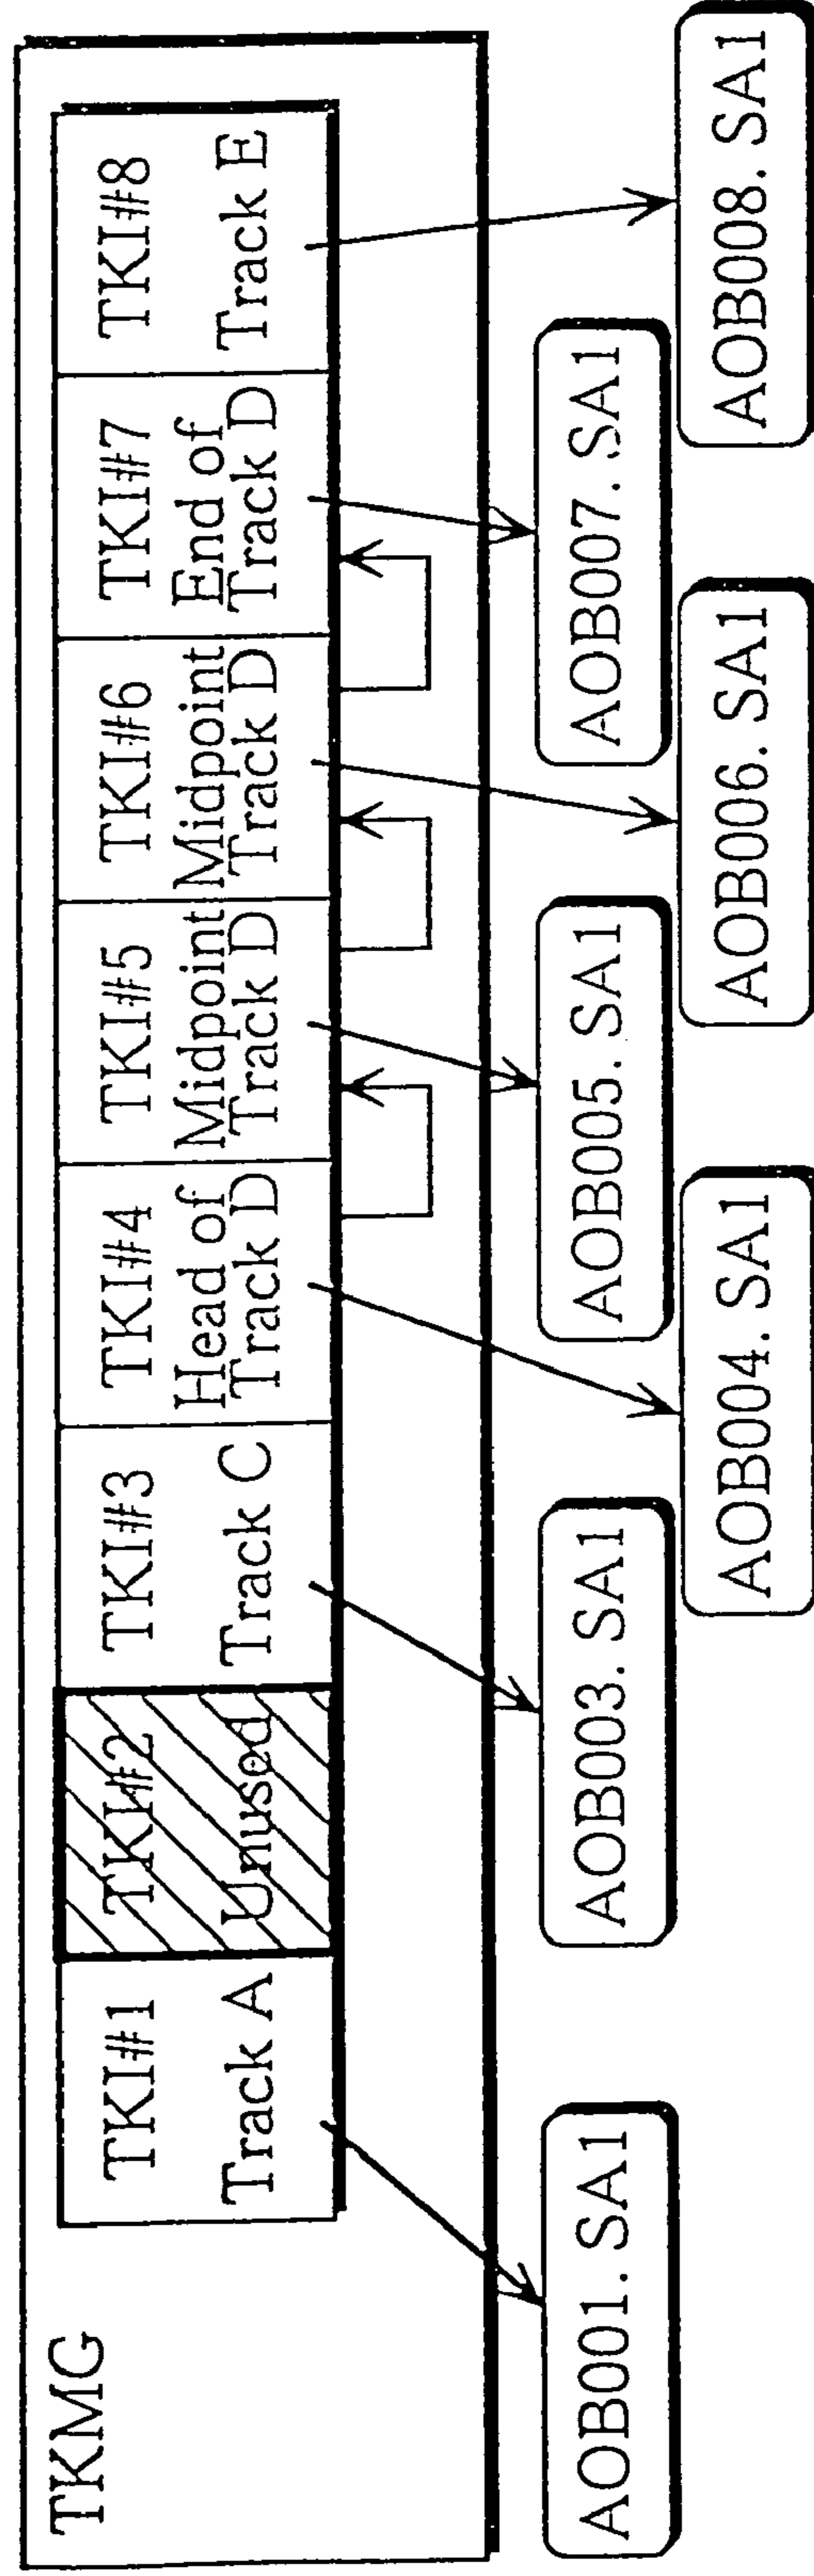 TKMG
TKI#1
Track A
TKI#2
Unused
TKI#3
Track C
TKI#4
Head of
Track D
TKI#5
Midpoint
Track D
TKI#6
Midpoint
Track D
TKI#7
End of
Track D
TKI#8
Track E
AOB001. SA1
AOB003. SA1
AOB004. SA1
AOB005. SA1
AOB006. SA1
AOB007. SA1
AOB008. SA1